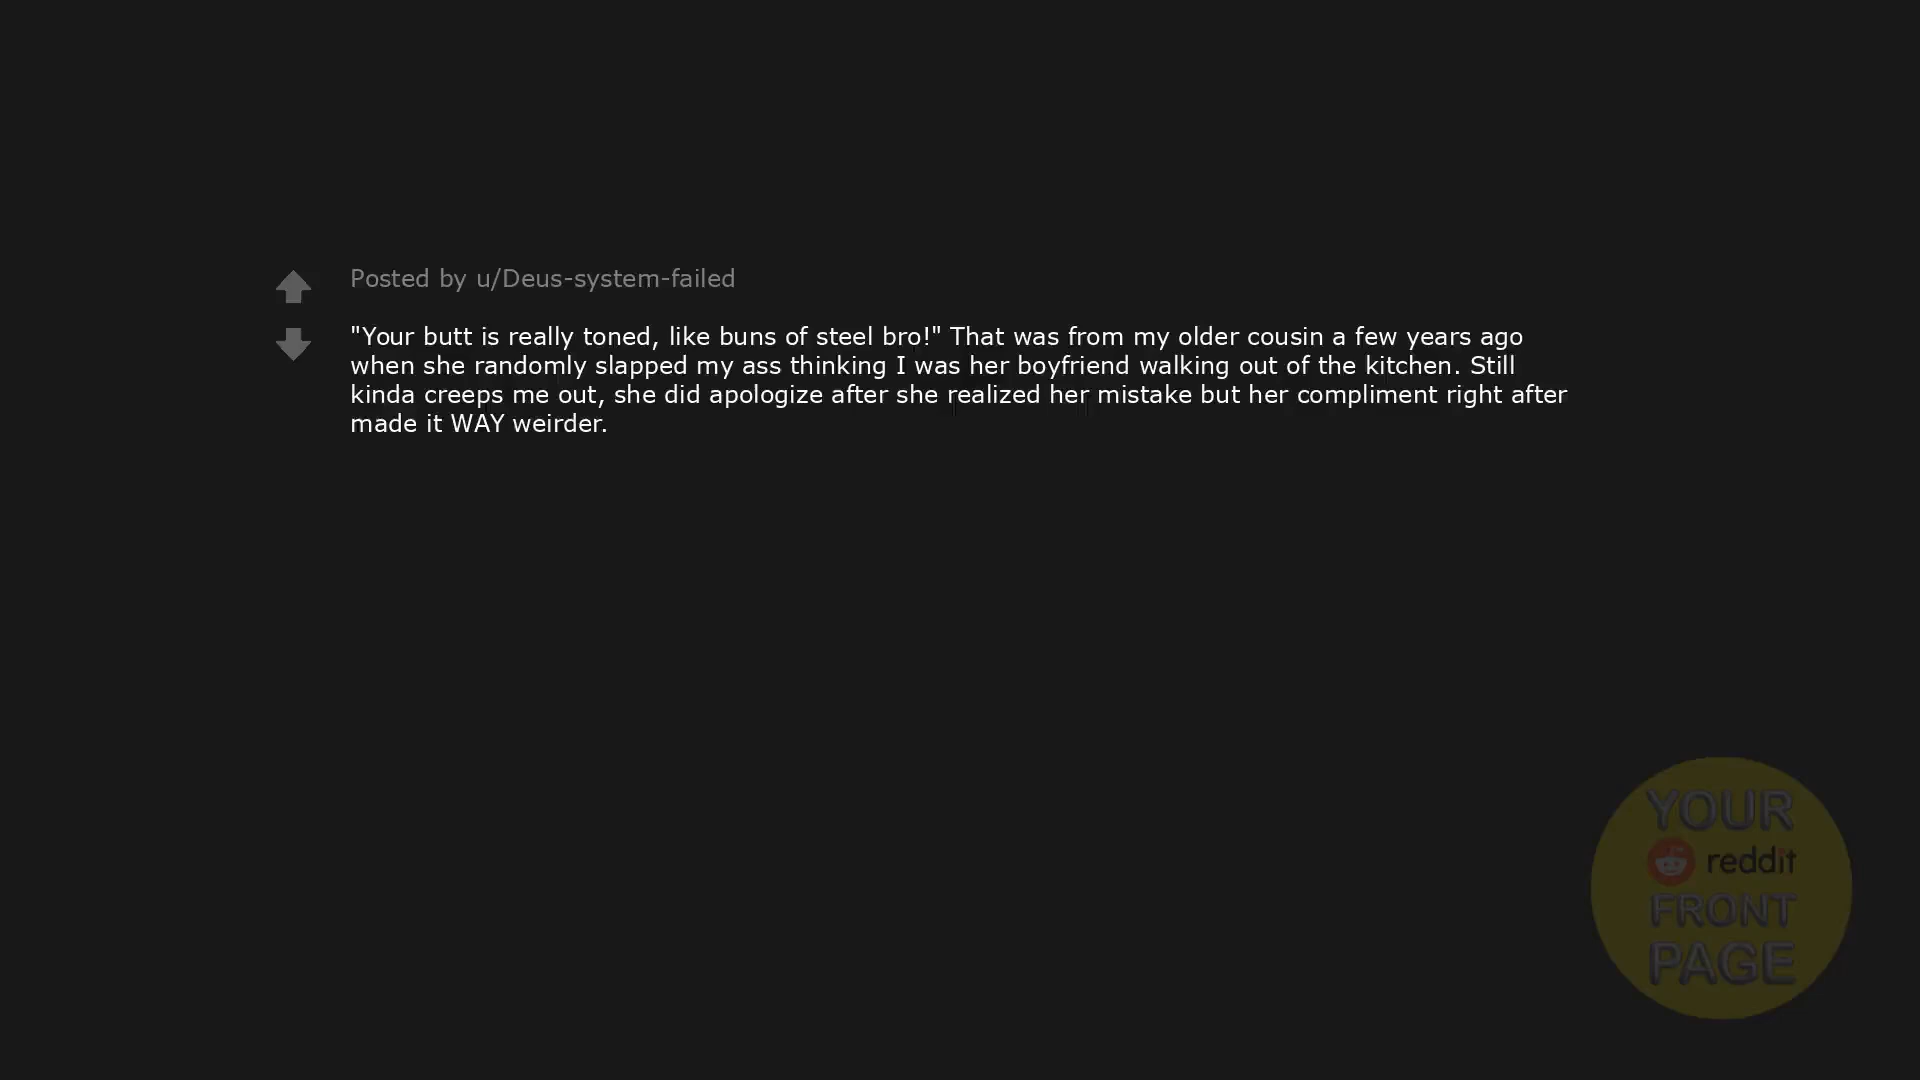 Posted by u/Deus-system-failed
"Your butt is really toned, like buns of steel bro!" That was from my older cousin a few years ago
when she randomly slapped my ass thinking I was her boyfriend walking out of the kitchen. Still
kinda creeps me out, she did apologize after she realized her mistake but her compliment right after
made it WAY weirder.
YOUR
reddit
FRONT
PAGE